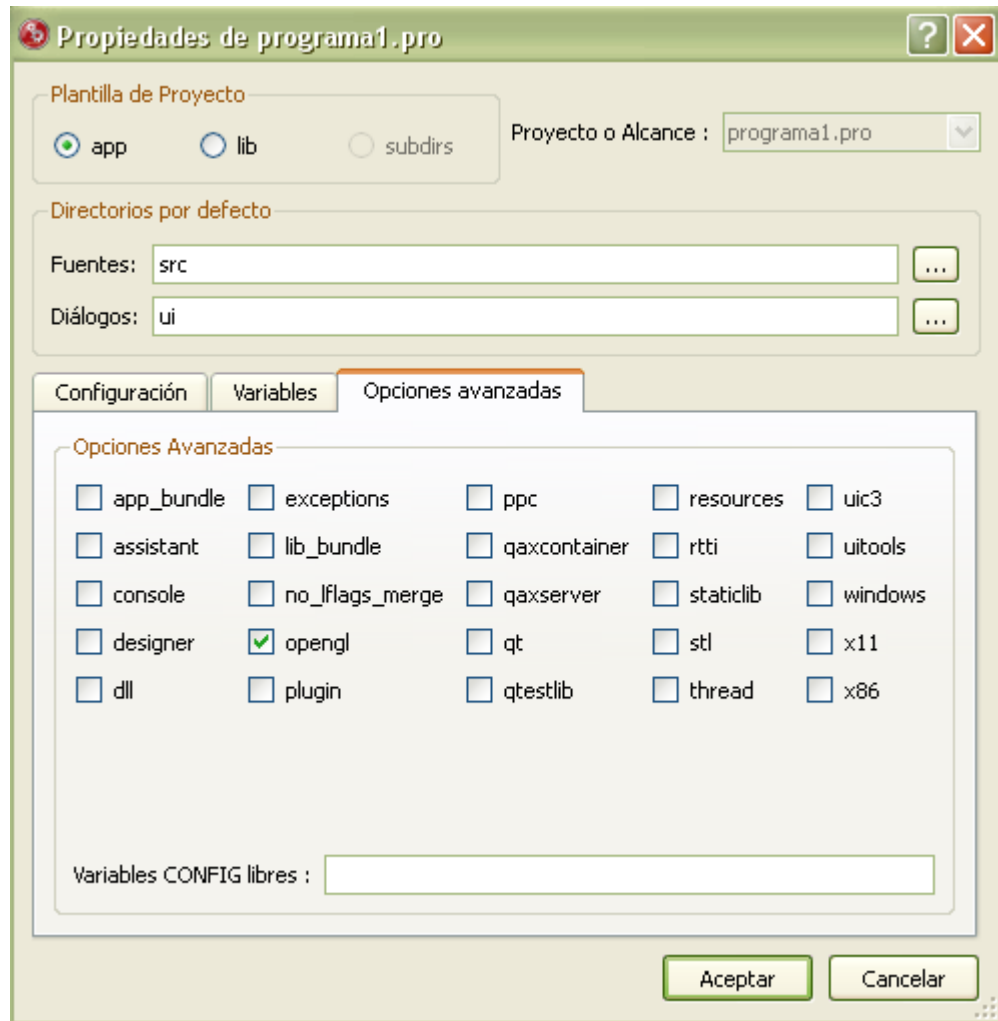 Propiedades de programa1.pro
Plantilla de Proyecto
app lib subdirs
Proyecto o Alcance : programa1.pro
Directorios por defecto
Fuentes: src ...
Diálogos: ui ...
Configuración Variables Opciones avanzadas
Opciones Avanzadas
app_bundle exceptions ppc resources uic3
assistant lib_bundle qaxcontainer rtti uitools
console no_lflags_merge qaxserver staticlib windows
designer opengl qt stl x11
dll plugin qtestlib thread x86
Variables CONFIG libres :
Aceptar Cancelar